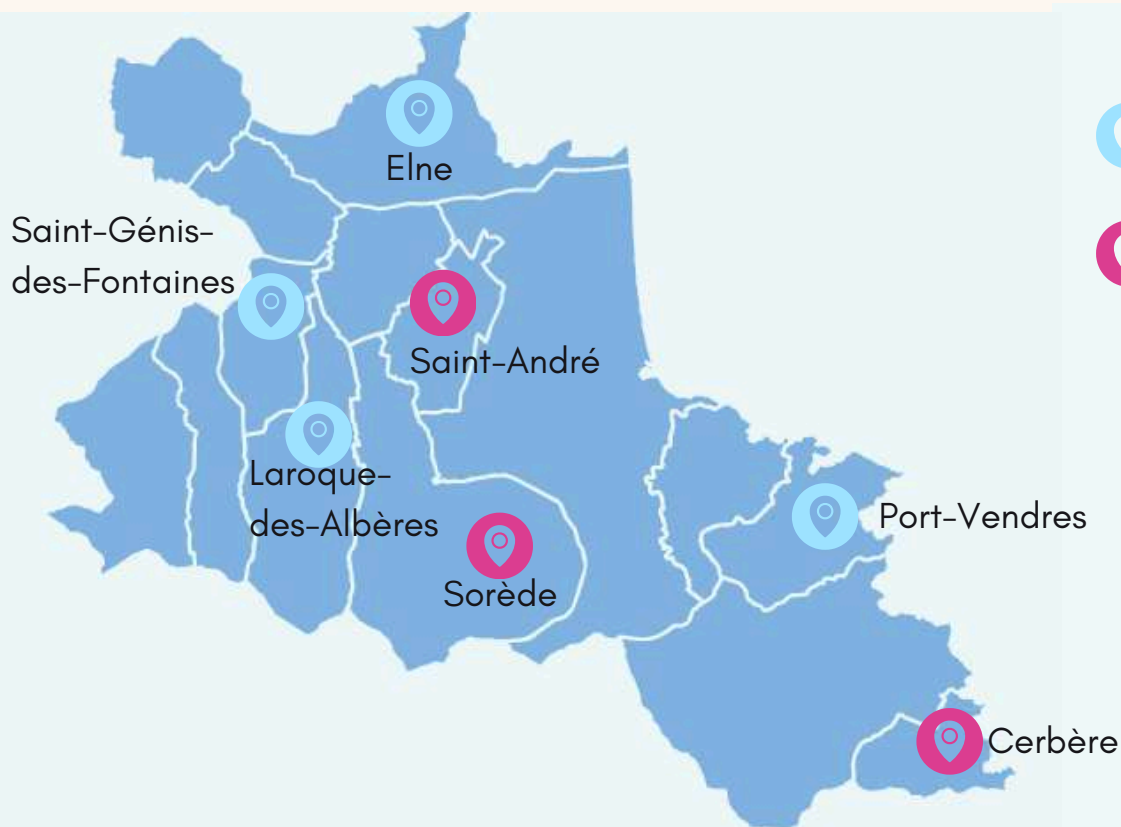 Elne
Saint-Génis-
des-Fontaines
Saint-André
Laroque-
des-Albères
Port-Vendres
Sorède
Cerbère